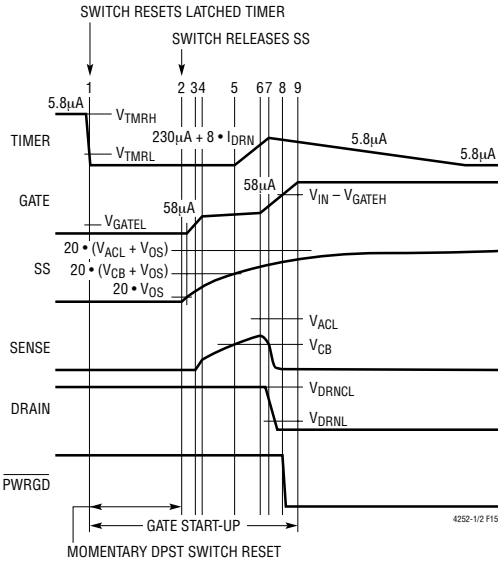 SWITCH RESETS LATCHED TIMER
SWITCH RELEASES SS
1 2 34 5 67 8 9
5.8µA
VTMRH
TIMER
VTMRL
230µA + 8 • IDRN
5.8µA
5.8µA
GATE
58µA
58µA
VIN – VGATEH
VGATEL
20 • (VACL + VOS)
SS
20 • (VCB + VOS)
20 • VOS
VACL
SENSE
VCB
DRAIN
VDRNCL
VDRNL
PWRGD
GATE START-UP
4252-1/2 F15
MOMENTARY DPST SWITCH RESET